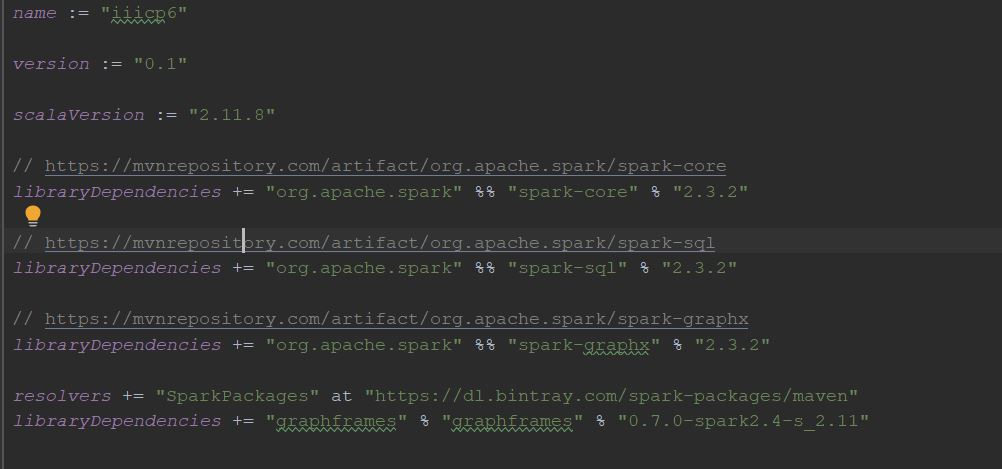 name := "iiicp6"
version := "0.1"
scalaVersion := "2.11.8"
// https://mvnrepository.com/artifact/org.apache.spark/spark-core
libraryDependencies += "org.apache.spark" %% "spark-core" % "2.3.2"
// https://mvnrepository.com/artifact/org.apache.spark/spark-sql
libraryDependencies += "org.apache.spark" %% "spark-sql" % "2.3.2"
// https://mvnrepository.com/artifact/org.apache.spark/spark-graphx
libraryDependencies += "org.apache.spark" %% "spark-graphx" % "2.3.2"
resolvers += "SparkPackages" at "https://dl.bintray.com/spark-packages/maven"
libraryDependencies += "graphframes" % "graphframes" % "0.7.0-spark2.4-s_2.11"